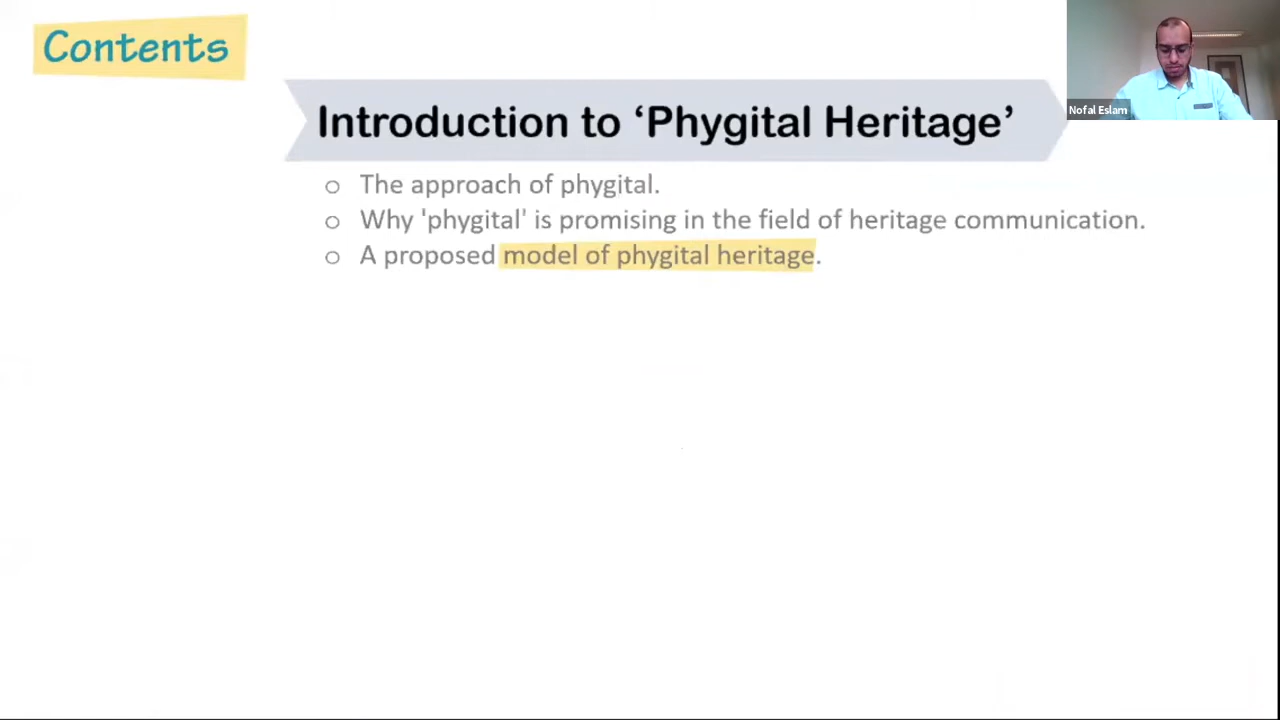 Contents
Introduction to ‘Phygital Heritage’
o The approach of phygital.
o Why 'phygital' is promising in the field of heritage communication.
o A proposed model of phygital heritage.
Nofal Eslam